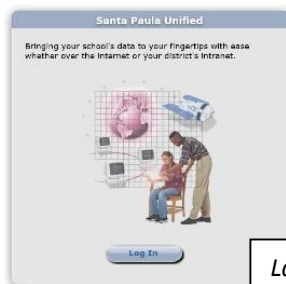 Santa Paula Unified
Bringing your school's data to your fingertips with ease
whether over the Internet or your district's Intranet.
Log In